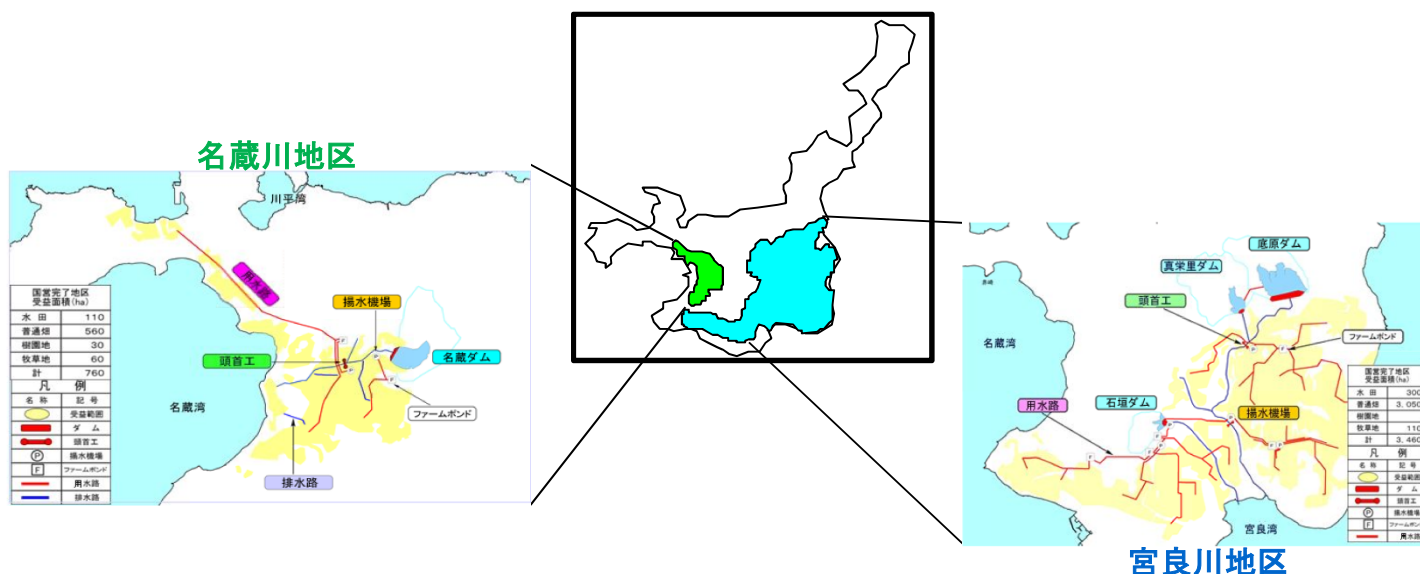 名蔵川地区
川平湾
用水路
揚水機場
頭首工
名蔵ダム
ファームポンド
名蔵湾
排水路
国営完了地区
受益面積(ha)
水 田 110
普通畑 560
樹園地 30
牧草地 60
計 760
凡 例
名 称 記 号
受益範囲
ダ ム
頭首工
P 揚水機場
F ファームポンド
用水路
排水路
P
P
F
底原ダム
真栄里ダム
頭首工
名蔵湾
ファームポンド
石垣ダム
用水路
揚水機場
宮良湾
国営完了地区
受益面積(ha)
水 田 300
普通畑 3,050
樹園地
牧草地 110
計 3,460
凡 例
名 称 記 号
受益範囲
ダ ム
頭首工
P 揚水機場
F ファームポンド
用水路
F
P
F
宮良川地区